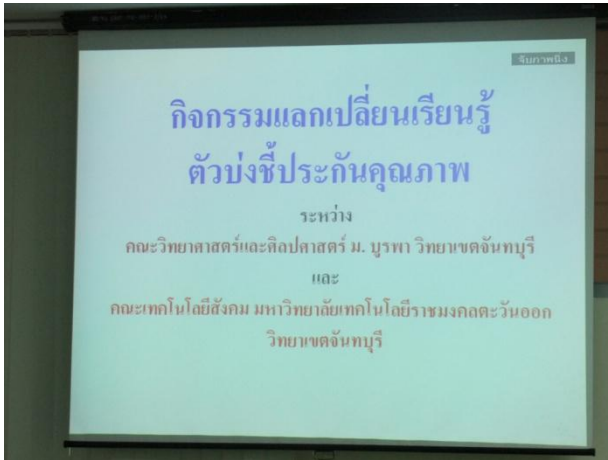 จับภาพนิ่ง
กิจกรรมแลกเปลี่ยนเรียนรู้
ตัวบ่งชี้ประกันคุณภาพ
ระหว่าง
คณะวิทยาศาสตร์และศิลปศาสตร์ ม. บูรพา วิทยาเขตจันทบุรี
และ
คณะเทคโนโลยีสังคม มหาวิทยาลัยเทคโนโลยีราชมงคลตะวันออก
วิทยาเขตจันทบุรี